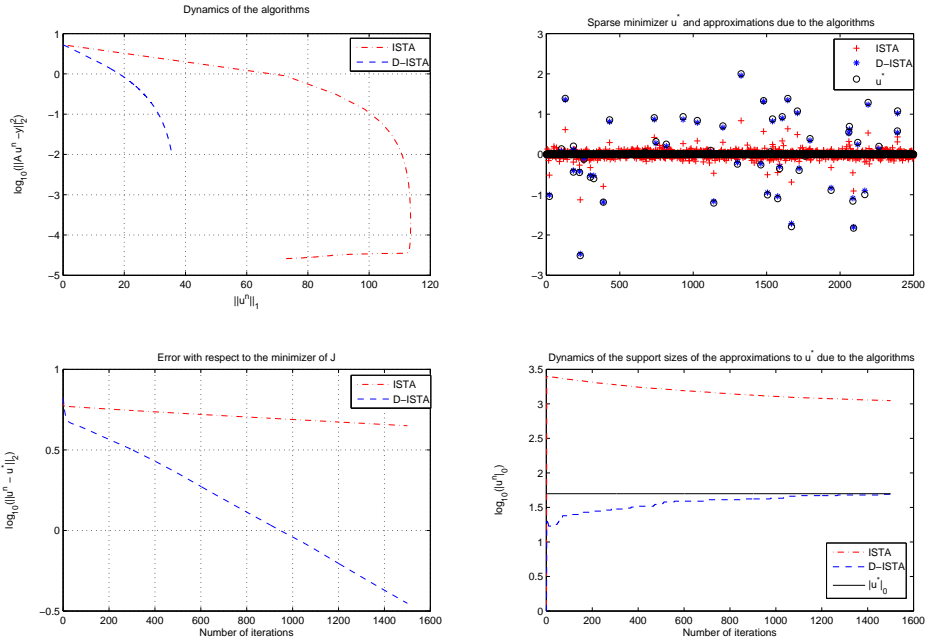 Dynamics of the algorithms
1
0
−1
−2
−3
−4
−5
0
20
40
60
80
100
120
log10(||A u^n −y||_2^2)
||u^n||_1
ISTA
D−ISTA
Sparse minimizer u* and approximations due to the algorithms
3
2
1
0
−1
−2
−3
0
500
1000
1500
2000
2500
ISTA
D−ISTA
u*
Error with respect to the minimizer of J
1
0.5
0
−0.5
0
200
400
600
800
1000
1200
1400
1600
log10(||u^n − u*||_2)
Number of iterations
ISTA
D−ISTA
Dynamics of the support sizes of the approximations to u* due to the algorithms
3.5
3
2.5
2
1.5
1
0.5
0
0
200
400
600
800
1000
1200
1400
1600
log10(|u^n|_0)
Number of iterations
ISTA
D−ISTA
|u*|_0